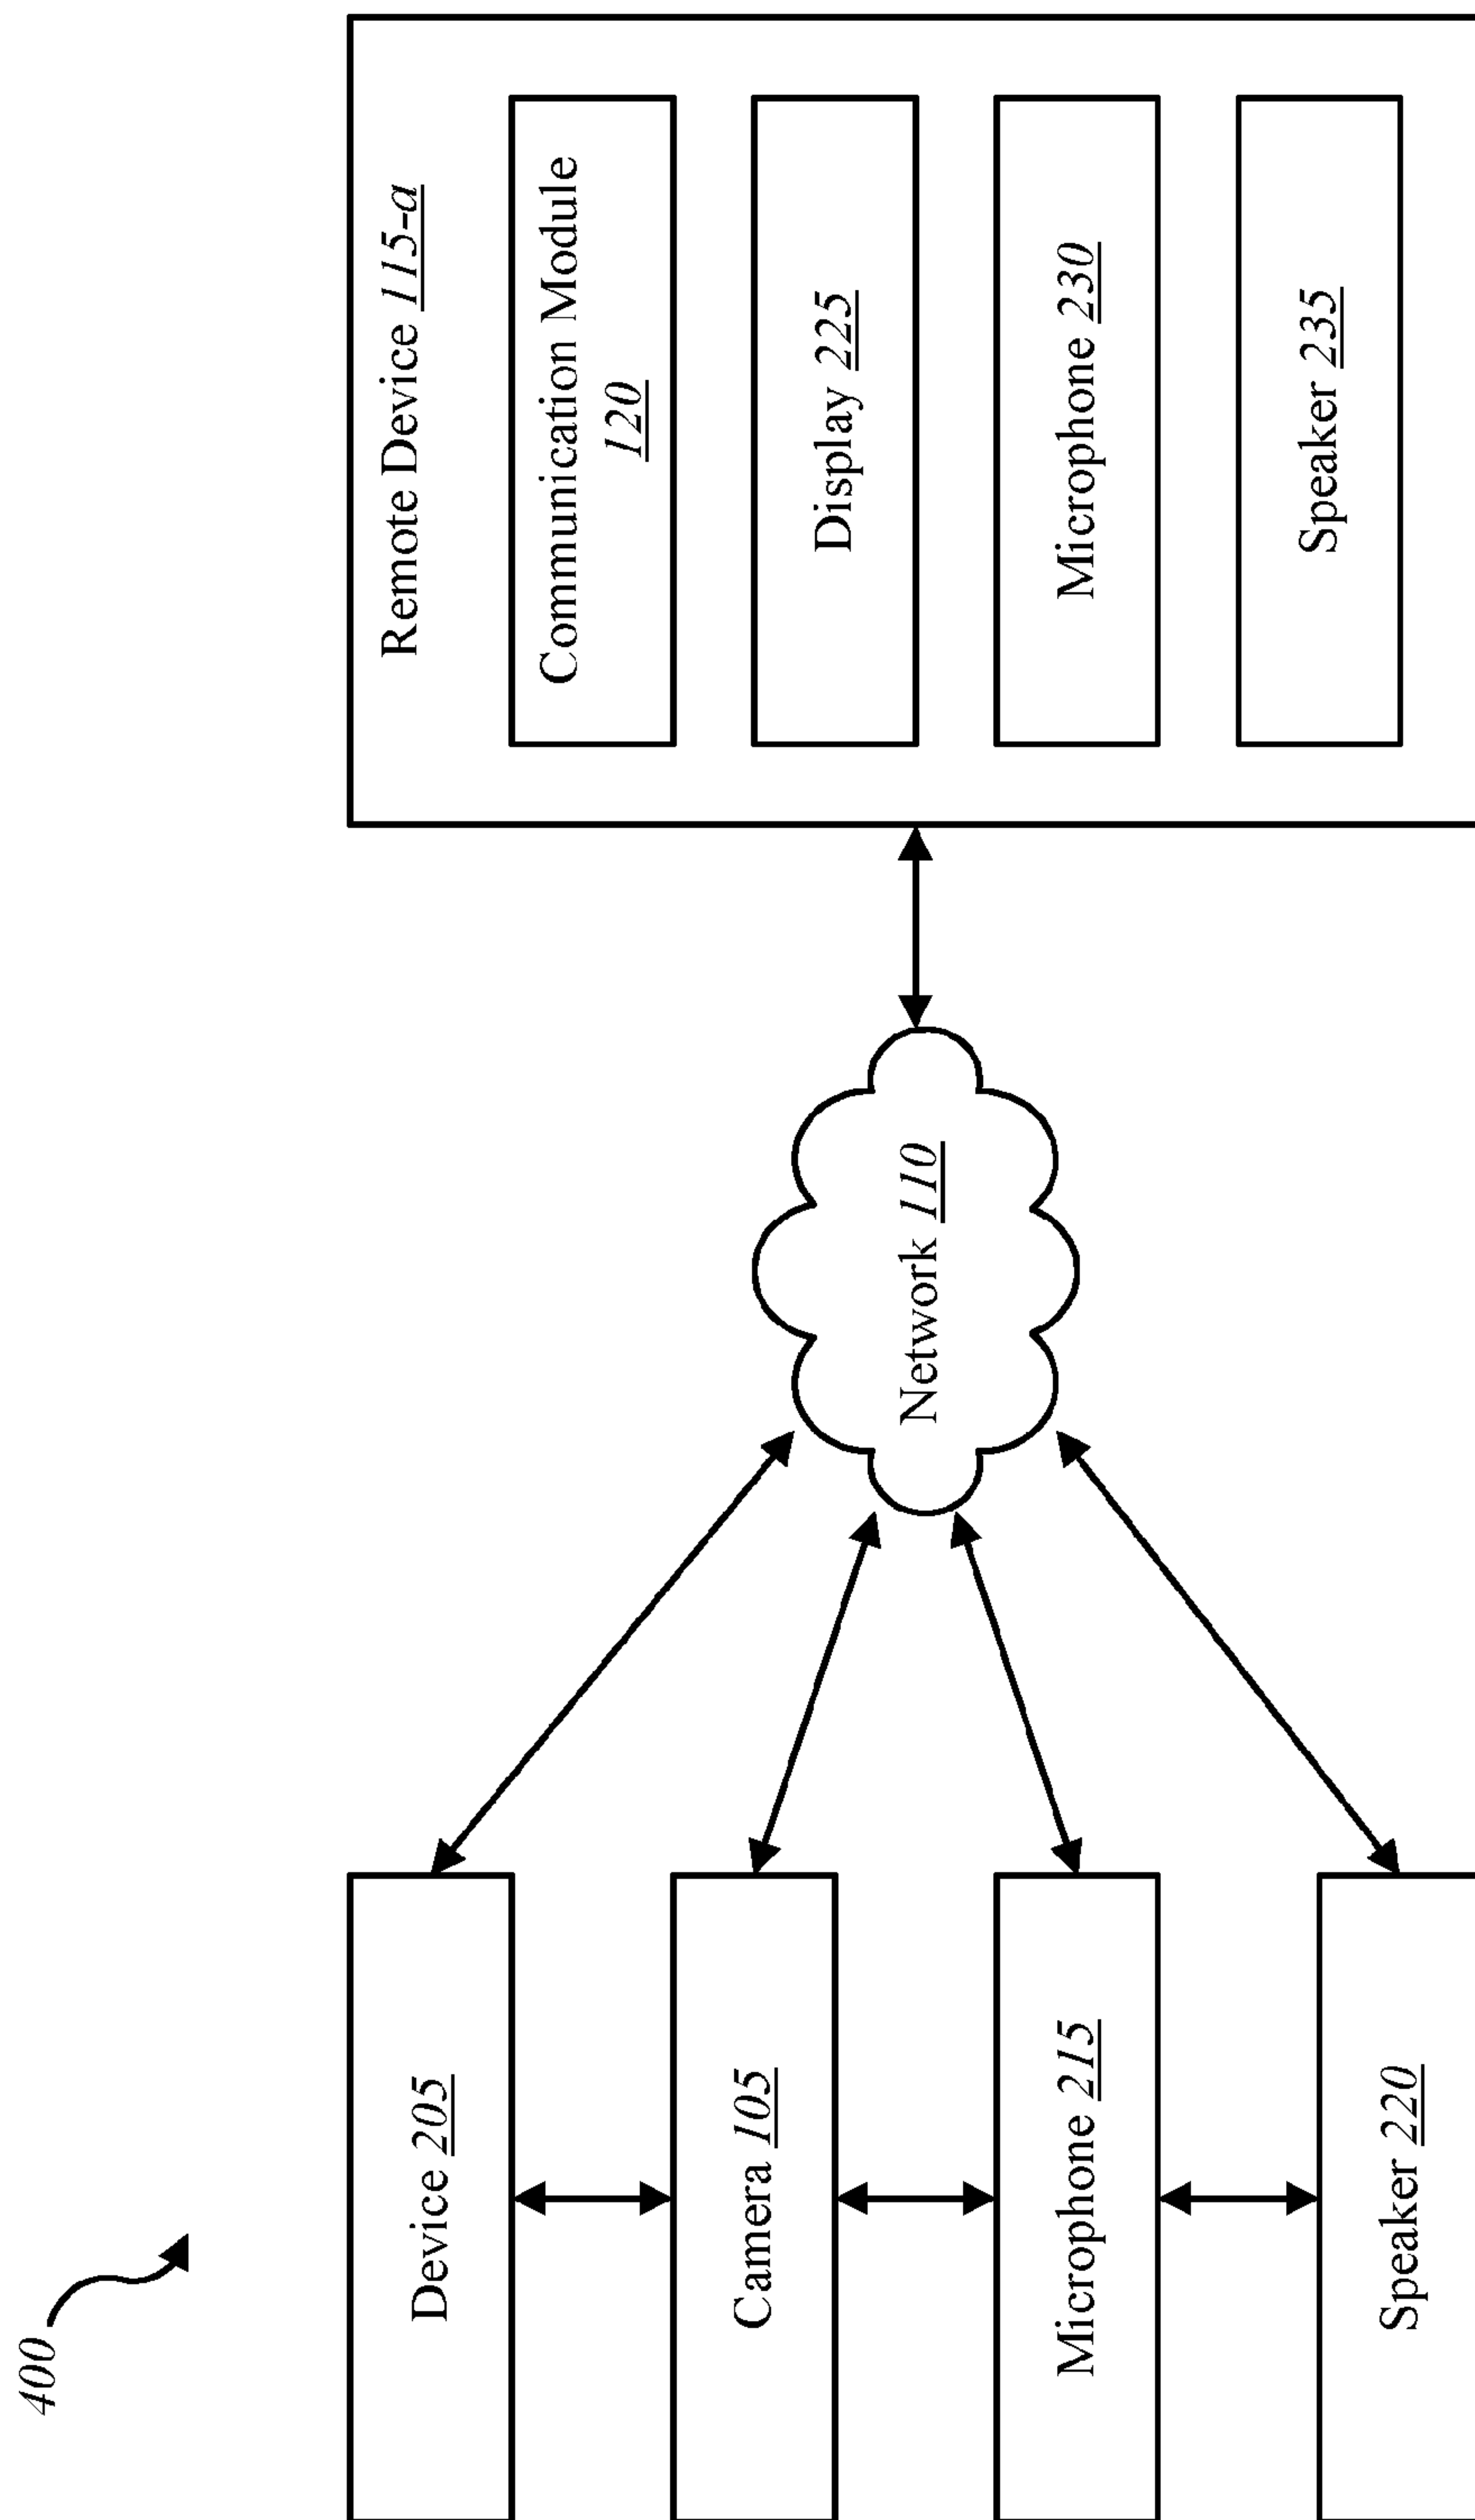 400
Device 205
Camera 105
Microphone 215
Speaker 220
Network 110
Remote Device 115-a
Communication Module
120
Display 225
Microphone 230
Speaker 235